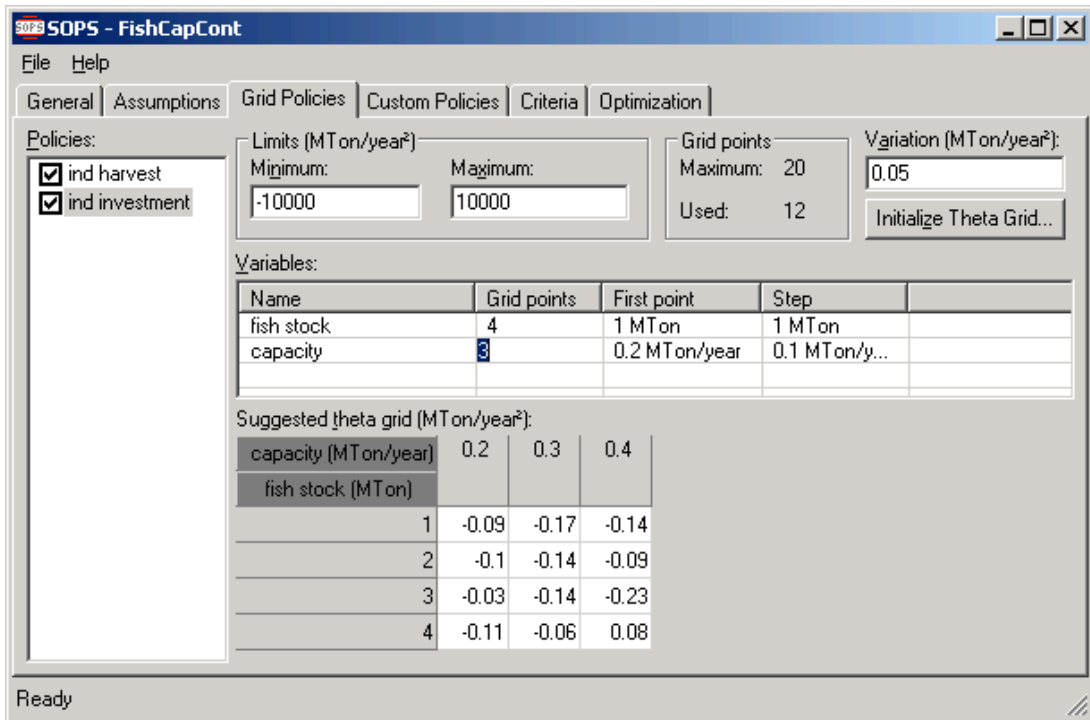 SOPS SOPS - FishCapCont
File Help
General Assumptions Grid Policies Custom Policies Criteria Optimization
Policies:
ind harvest
ind investment
Limits (MTon/year²)
Minimum: Maximum:
-10000 10000
Grid points
Maximum: 20
Used: 12
Variation (MTon/year²):
0.05
Initialize Theta Grid...
Variables:
Name Grid points First point Step
fish stock 4 1 MTon 1 MTon
capacity 3 0.2 MTon/year 0.1 MTon/y...
Suggested theta grid (MTon/year²):
capacity (MTon/year) 0.2 0.3 0.4
fish stock (MTon)
1 -0.09 -0.17 -0.14
2 -0.1 -0.14 -0.09
3 -0.03 -0.14 -0.23
4 -0.11 -0.06 0.08
Ready